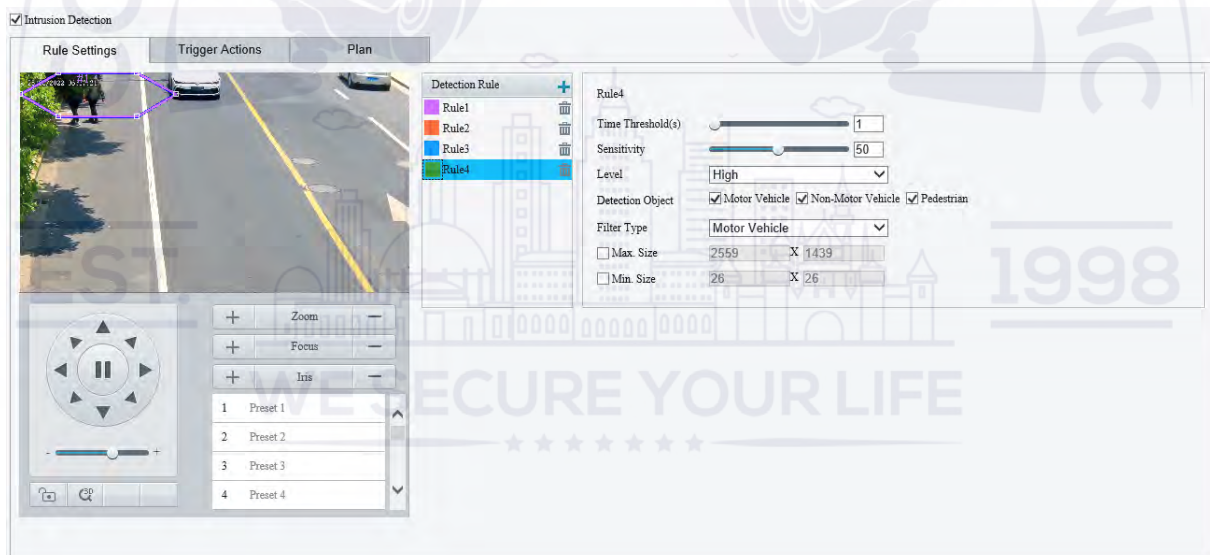 Intrusion Detection
Rule Settings Trigger Actions Plan
Detection Rule
Rule1
Rule2
Rule3
Rule4
Rule4
Time Threshold(s) 1
Sensitivity 50
Level High
Detection Object Motor Vehicle Non-Motor Vehicle Pedestrian
Filter Type Motor Vehicle
Max. Size 2559 X 1439
Min. Size 26 X 26
+ Zoom −
+ Focus −
+ Iris −
1 Preset 1
2 Preset 2
3 Preset 3
4 Preset 4
- +
3D
EST. 1998
WE SECURE YOUR LIFE